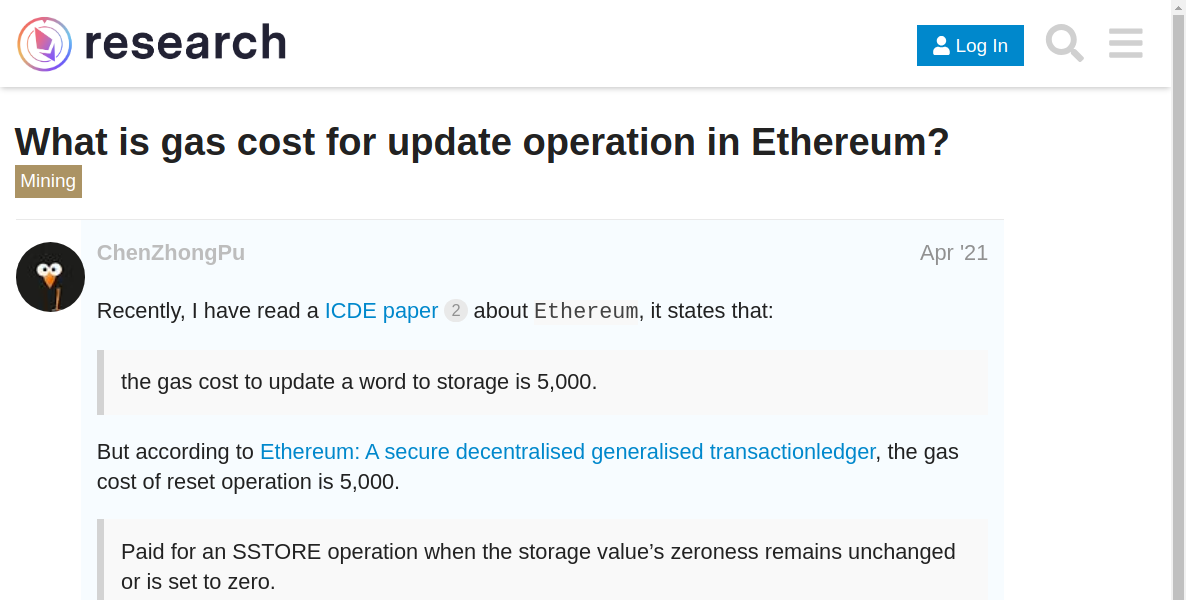 research
Log In
What is gas cost for update operation in Ethereum?
Mining
ChenZhongPu
Apr '21
Recently, I have read a ICDE paper 2 about Ethereum, it states that:
the gas cost to update a word to storage is 5,000.
But according to Ethereum: A secure decentralised generalised transactionledger, the gas
cost of reset operation is 5,000.
Paid for an SSTORE operation when the storage value’s zeroness remains unchanged
or is set to zero.